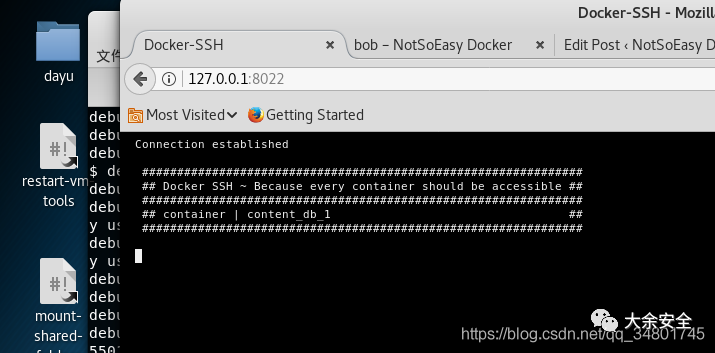 Docker-SSH - Mozill
文件
Docker-SSH
bob – NotSoEasy Docker
Edit Post ‹ NotSoEasy D
127.0.0.1:8022
Most Visited
Getting Started
dayu
#!
restart-vm
tools
#!
mount-
shared-
debu
debu
debu
$ de
debu
debu
y us
debu
y us
debu
debu
debu
debu
Connection established
###############################################################
## Docker SSH ~ Because every container should be accessible ##
###############################################################
## container | content_db_1 ##
###############################################################
大余安全
https://blog.csdn.net/qq_34801745